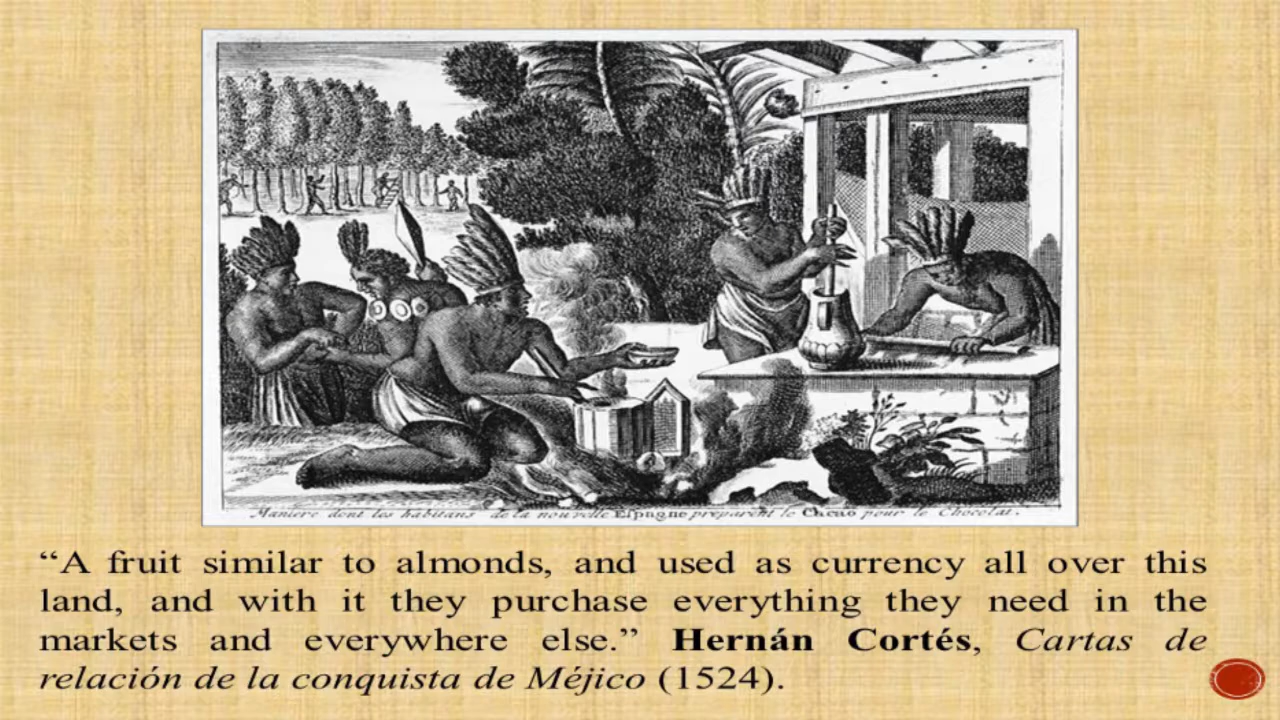 Maniere dont les habitans de la nouvelle Espugne preparent le Cacao pour le Chocolat.
“A fruit similar to almonds, and used as currency all over this
land, and with it they purchase everything they need in the
markets and everywhere else.” Hernán Cortés, Cartas de
relación de la conquista de Méjico (1524).